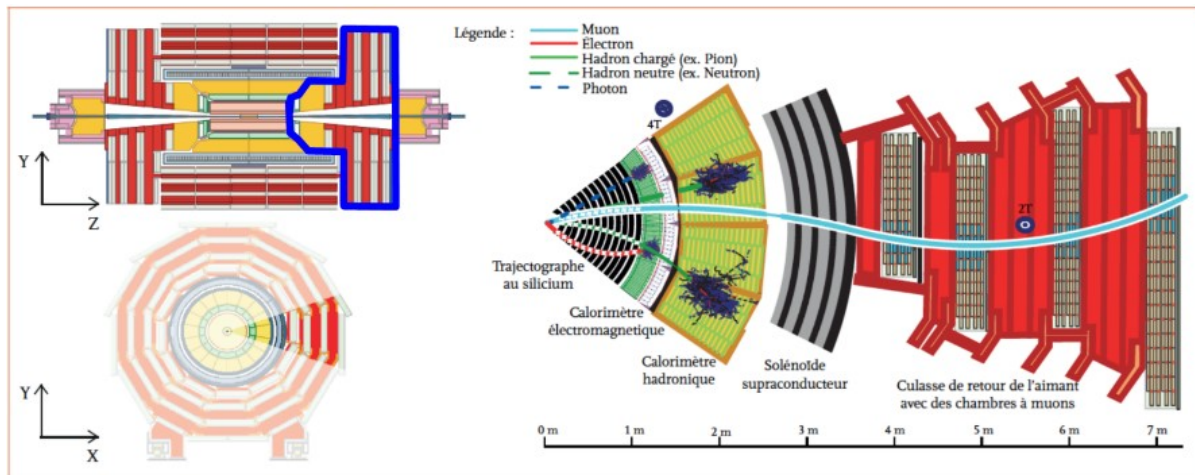 Légende :
Muon
Électron
Hadron chargé (ex. Pion)
Hadron neutre (ex. Neutron)
Photon
Y
Z
Y
X
4T
2T
Trajectographe
au silicium
Calorimètre
électromagnetique
Calorimètre
hadronique
Solénoïde
supraconducteur
Culasse de retour de l'aimant
avec des chambres à muons
0 m
1 m
2 m
3 m
4 m
5 m
6 m
7 m